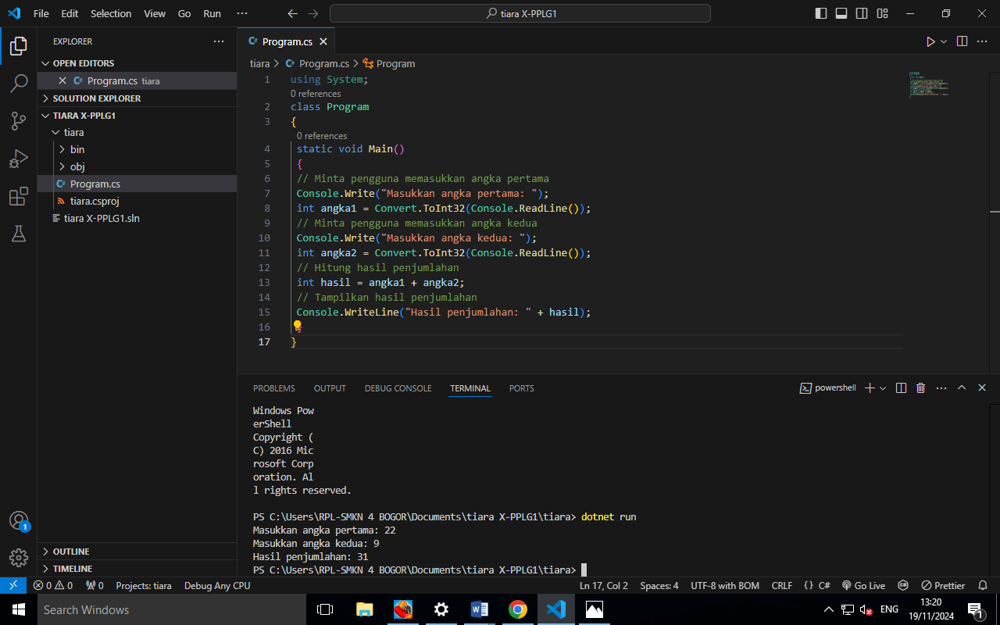 File Edit Selection View Go Run ···
tiara X-PPLG1
EXPLORER
OPEN EDITORS
Program.cs tiara
SOLUTION EXPLORER
TIARA X-PPLG1
tiara
bin
obj
Program.cs
tiara.csproj
tiara X-PPLG1.sln
OUTLINE
TIMELINE
Program.cs
tiara > Program.cs > Program
1 using System;
0 references
2 class Program
3 {
0 references
4 static void Main()
5 {
6 // Minta pengguna memasukkan angka pertama
7 Console.Write("Masukkan angka pertama: ");
8 int angka1 = Convert.ToInt32(Console.ReadLine());
9 // Minta pengguna memasukkan angka kedua
10 Console.Write("Masukkan angka kedua: ");
11 int angka2 = Convert.ToInt32(Console.ReadLine());
12 // Hitung hasil penjumlahan
13 int hasil = angka1 + angka2;
14 // Tampilkan hasil penjumlahan
15 Console.WriteLine("Hasil penjumlahan: " + hasil);
16 }
17 }
PROBLEMS OUTPUT DEBUG CONSOLE TERMINAL PORTS
powershell
Windows Pow
erShell
Copyright (
C) 2016 Mic
rosoft Corp
oration. Al
l rights reserved.
PS C:\Users\RPL-SMKN 4 BOGOR\Documents\tiara X-PPLG1\tiara> dotnet run
Masukkan angka pertama: 22
Masukkan angka kedua: 9
Hasil penjumlahan: 31
PS C:\Users\RPL-SMKN 4 BOGOR\Documents\tiara X-PPLG1\tiara>
1
0 0 0 Projects: tiara Debug Any CPU
Ln 17, Col 2 Spaces: 4 UTF-8 with BOM CRLF {} C# Go Live Prettier
Search Windows
ENG
13:20
19/11/2024
1